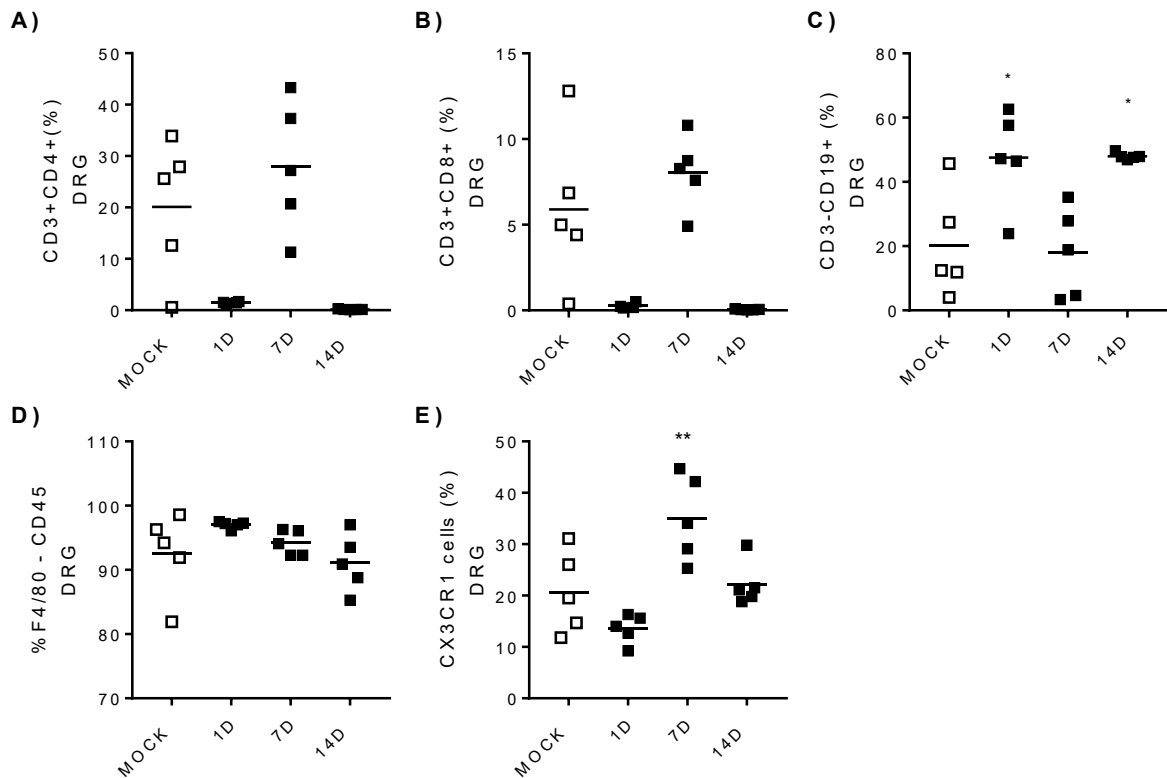 A)
CD3+CD4+(%)
DRG
50
40
30
20
10
0
MOCK
1D
7D
14D
B)
CD3+CD8+ (%)
DRG
15
10
5
0
MOCK
1D
7D
14D
C)
CD3-CD19+ (%)
DRG
80
60
40
20
0
*
*
MOCK
1D
7D
14D
D)
%F4/80 - CD45
DRG
110
100
90
80
70
MOCK
1D
7D
14D
E)
CX3CR1 cells (%)
DRG
50
40
30
20
10
0
**
MOCK
1D
7D
14D